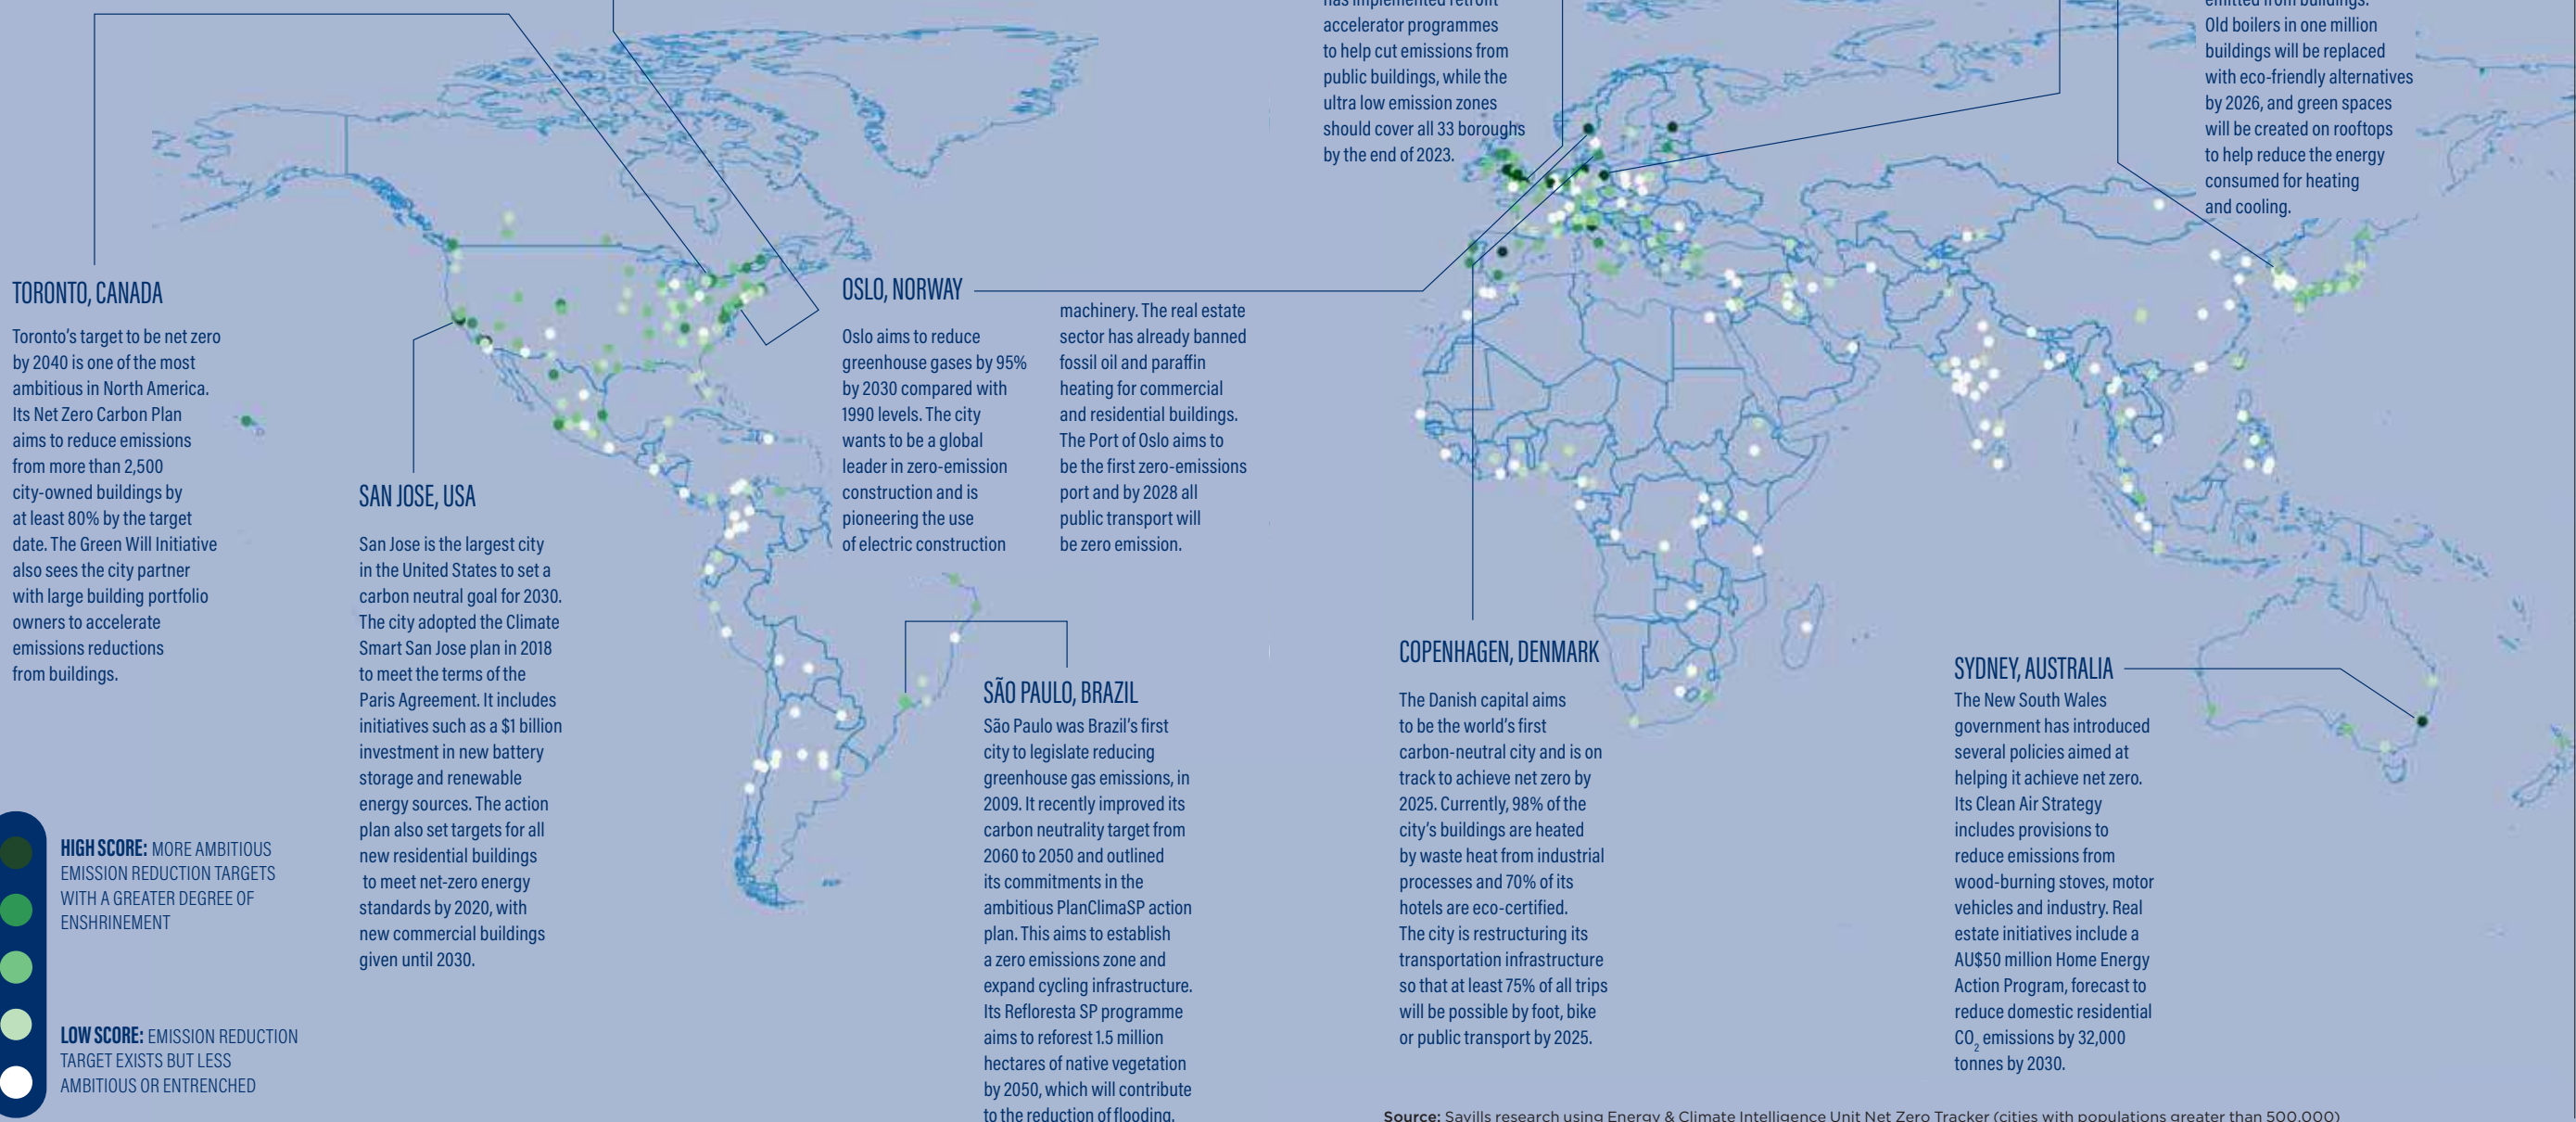 TORONTO, CANADA
Toronto’s target to be net zero
by 2040 is one of the most
ambitious in North America.
Its Net Zero Carbon Plan
aims to reduce emissions
from more than 2,500
city-owned buildings by
at least 80% by the target
date. The Green Will Initiative
also sees the city partner
with large building portfolio
owners to accelerate
emissions reductions
from buildings.
SAN JOSE, USA
San Jose is the largest city
in the United States to set a
carbon neutral goal for 2030.
The city adopted the Climate
Smart San Jose plan in 2018
to meet the terms of the
Paris Agreement. It includes
initiatives such as a $1 billion
investment in new battery
storage and renewable
energy sources. The action
plan also set targets for all
new residential buildings
to meet net-zero energy
standards by 2020, with
new commercial buildings
given until 2030.
OSLO, NORWAY
Oslo aims to reduce
greenhouse gases by 95%
by 2030 compared with
1990 levels. The city
wants to be a global
leader in zero-emission
construction and is
pioneering the use
of electric construction
machinery. The real estate
sector has already banned
fossil oil and paraffin
heating for commercial
and residential buildings.
The Port of Oslo aims to
be the first zero-emissions
port and by 2028 all
public transport will
be zero emission.
SÃO PAULO, BRAZIL
São Paulo was Brazil’s first
city to legislate reducing
greenhouse gas emissions, in
2009. It recently improved its
carbon neutrality target from
2060 to 2050 and outlined
its commitments in the
ambitious PlanClimaSP action
plan. This aims to establish
a zero emissions zone and
expand cycling infrastructure.
Its Refloresta SP programme
aims to reforest 1.5 million
hectares of native vegetation
by 2050, which will contribute
to the reduction of flooding.
has implemented retrofit
accelerator programmes
to help cut emissions from
public buildings, while the
ultra low emission zones
should cover all 33 boroughs
by the end of 2023.
COPENHAGEN, DENMARK
The Danish capital aims
to be the world’s first
carbon-neutral city and is on
track to achieve net zero by
2025. Currently, 98% of the
city’s buildings are heated
by waste heat from industrial
processes and 70% of its
hotels are eco-certified.
The city is restructuring its
transportation infrastructure
so that at least 75% of all trips
will be possible by foot, bike
or public transport by 2025.
emitted from buildings.
Old boilers in one million
buildings will be replaced
with eco-friendly alternatives
by 2026, and green spaces
will be created on rooftops
to help reduce the energy
consumed for heating
and cooling.
SYDNEY, AUSTRALIA
The New South Wales
government has introduced
several policies aimed at
helping it achieve net zero.
Its Clean Air Strategy
includes provisions to
reduce emissions from
wood-burning stoves, motor
vehicles and industry. Real
estate initiatives include a
AU$50 million Home Energy
Action Program, forecast to
reduce domestic residential
CO₂ emissions by 32,000
tonnes by 2030.
HIGH SCORE: MORE AMBITIOUS
EMISSION REDUCTION TARGETS
WITH A GREATER DEGREE OF
ENSHRINEMENT
LOW SCORE: EMISSION REDUCTION
TARGET EXISTS BUT LESS
AMBITIOUS OR ENTRENCHED
Source: Savills research using Energy & Climate Intelligence Unit Net Zero Tracker (cities with populations greater than 500,000)